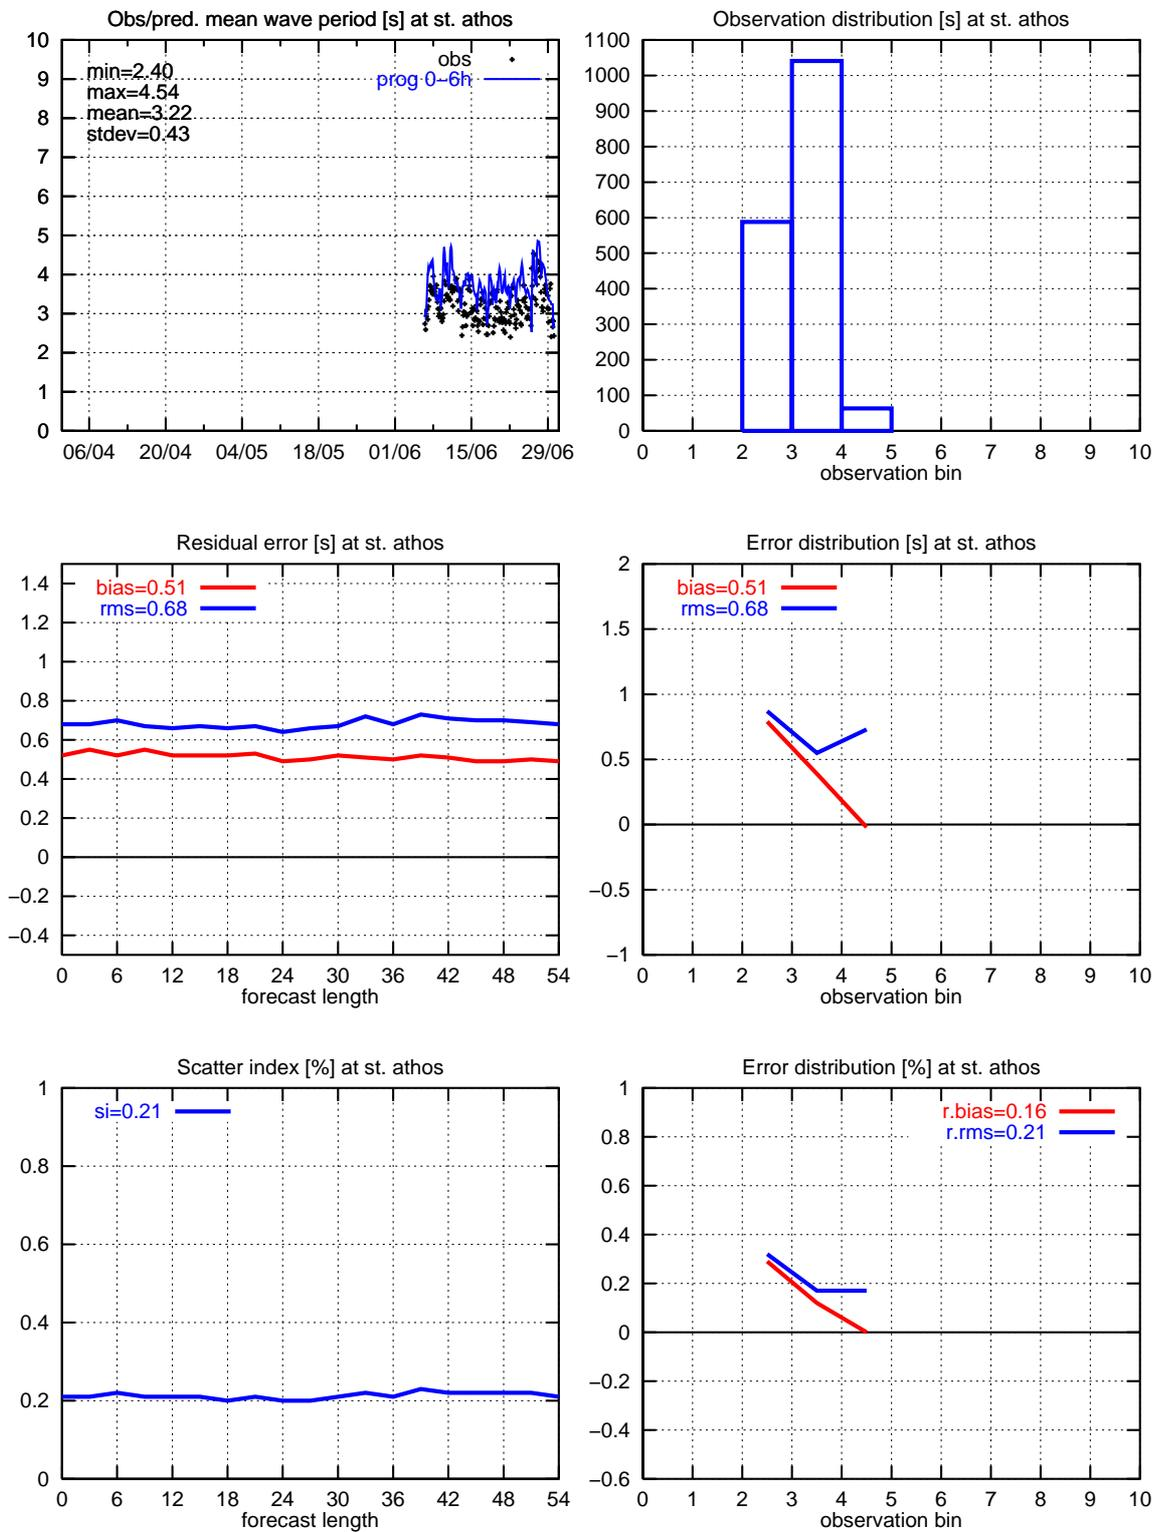 Obs/pred. mean wave period [s] at st. athos
10
9
8
7
6
5
4
3
2
1
0
min=2.40
max=4.54
mean=3.22
stdev=0.43
obs
prog 0−6h
06/04 20/04 04/05 18/05 01/06 15/06 29/06
Observation distribution [s] at st. athos
1100
1000
900
800
700
600
500
400
300
200
100
0
0 1 2 3 4 5 6 7 8 9 10
observation bin
Residual error [s] at st. athos
bias=0.51
rms=0.68
1.4
1.2
1
0.8
0.6
0.4
0.2
0
−0.2
−0.4
0 6 12 18 24 30 36 42 48 54
forecast length
Error distribution [s] at st. athos
bias=0.51
rms=0.68
2
1.5
1
0.5
0
−0.5
−1
0 1 2 3 4 5 6 7 8 9 10
observation bin
Scatter index [%] at st. athos
si=0.21
1
0.8
0.6
0.4
0.2
0
0 6 12 18 24 30 36 42 48 54
forecast length
Error distribution [%] at st. athos
r.bias=0.16
r.rms=0.21
1
0.8
0.6
0.4
0.2
0
−0.2
−0.4
−0.6
0 1 2 3 4 5 6 7 8 9 10
observation bin